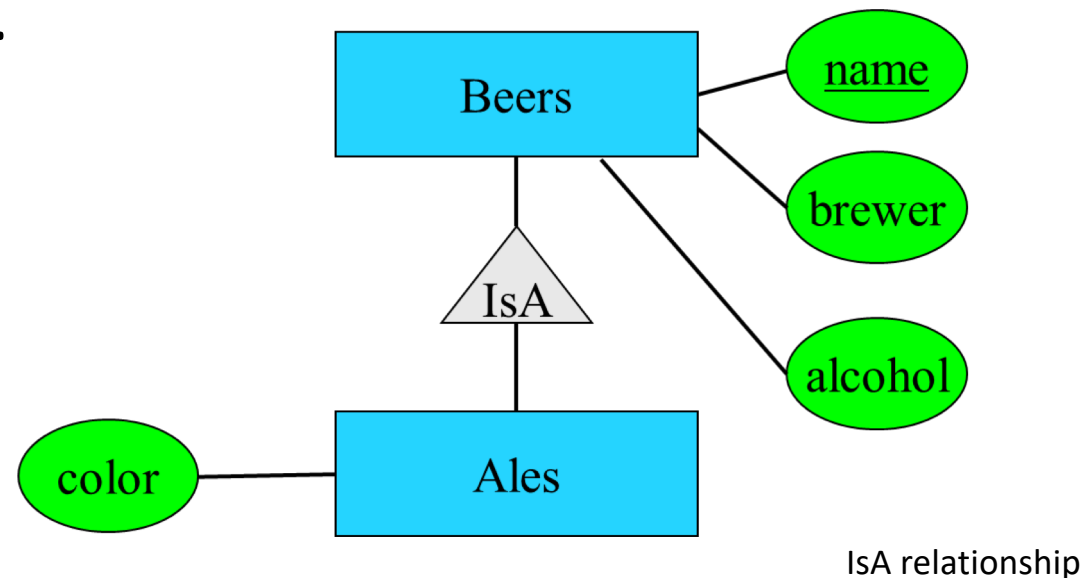 Beers
name
brewer
IsA
alcohol
color
Ales
IsA relationship